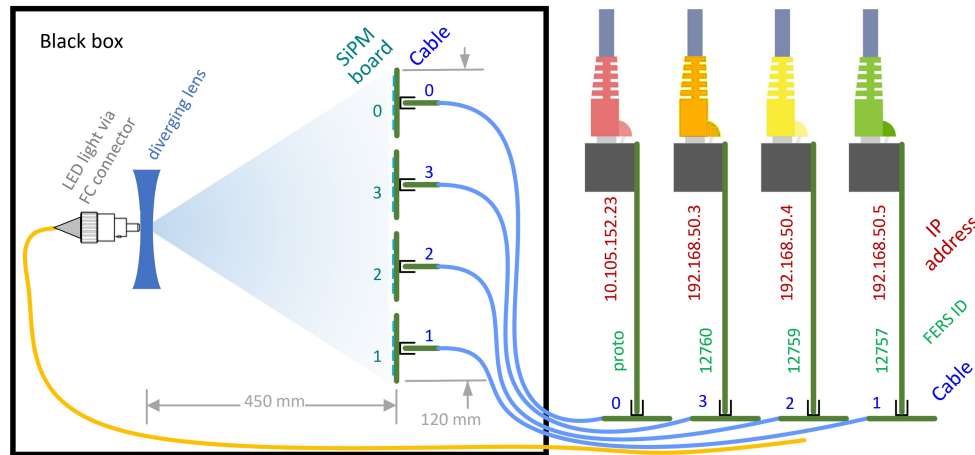 Black box
LED light via
FC connector
diverging lens
SiPM
board
Cable
0
3
2
1
0
3
2
1
450 mm
120 mm
10.105.152.23
192.168.50.3
192.168.50.4
192.168.50.5
IP
address
proto
12760
12759
12757
FERS ID
0
3
2
1
Cable